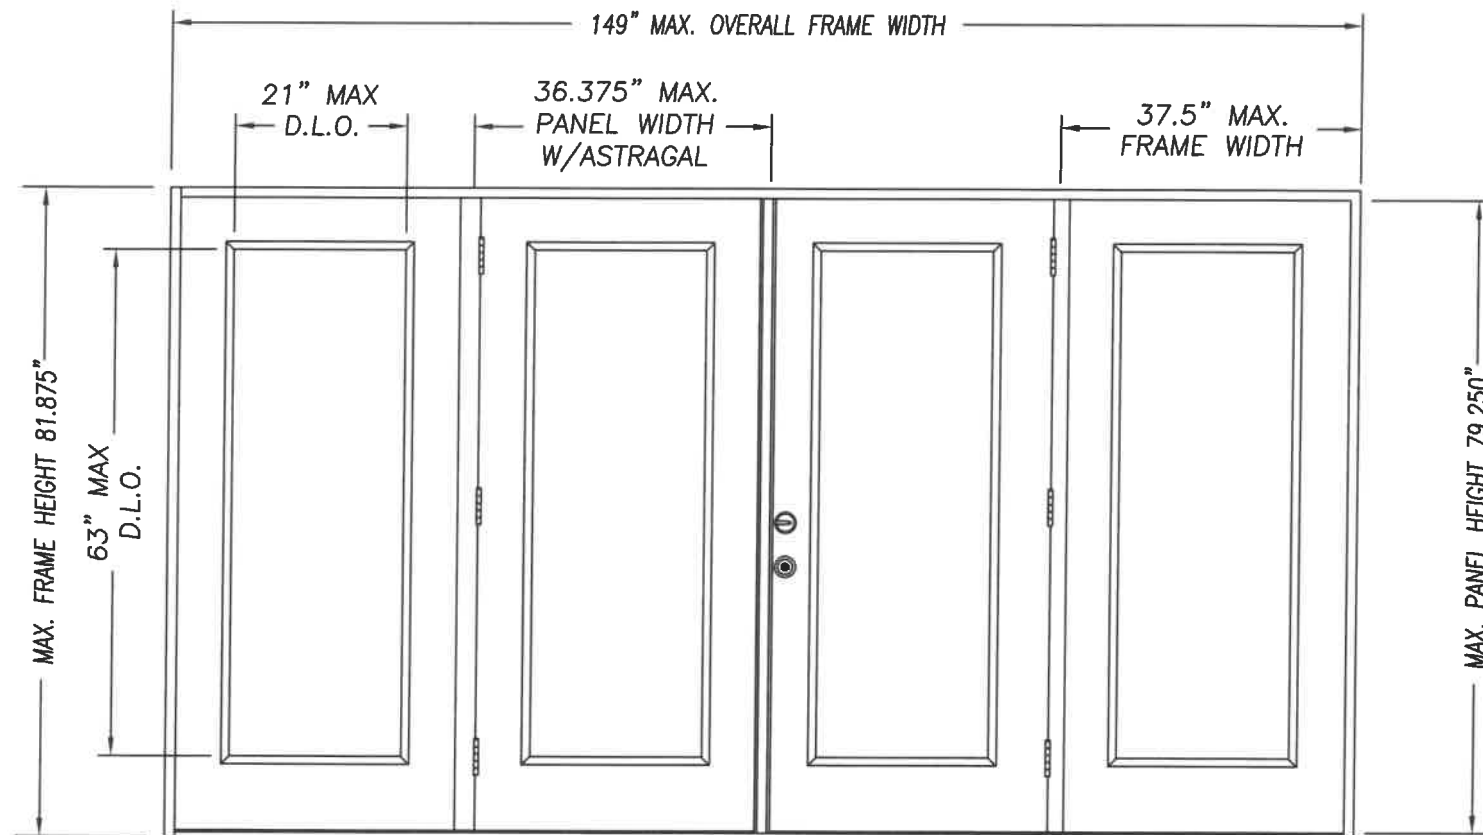 149" MAX. OVERALL FRAME WIDTH
21" MAX
D.L.O.
36.375" MAX.
PANEL WIDTH
W/ASTRAGAL
37.5" MAX.
FRAME WIDTH
MAX. FRAME HEIGHT 81.875"
63" MAX
D.L.O.
MAX. PANEL HEIGHT 79.250"